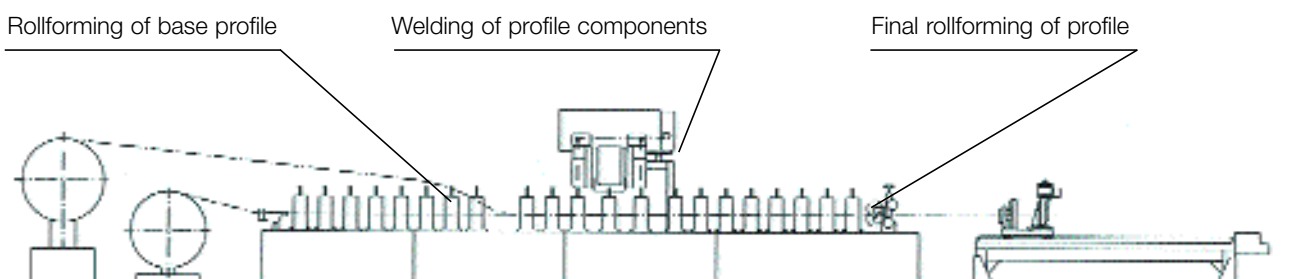 Rollforming of base profile
Welding of profile components
Final rollforming of profile